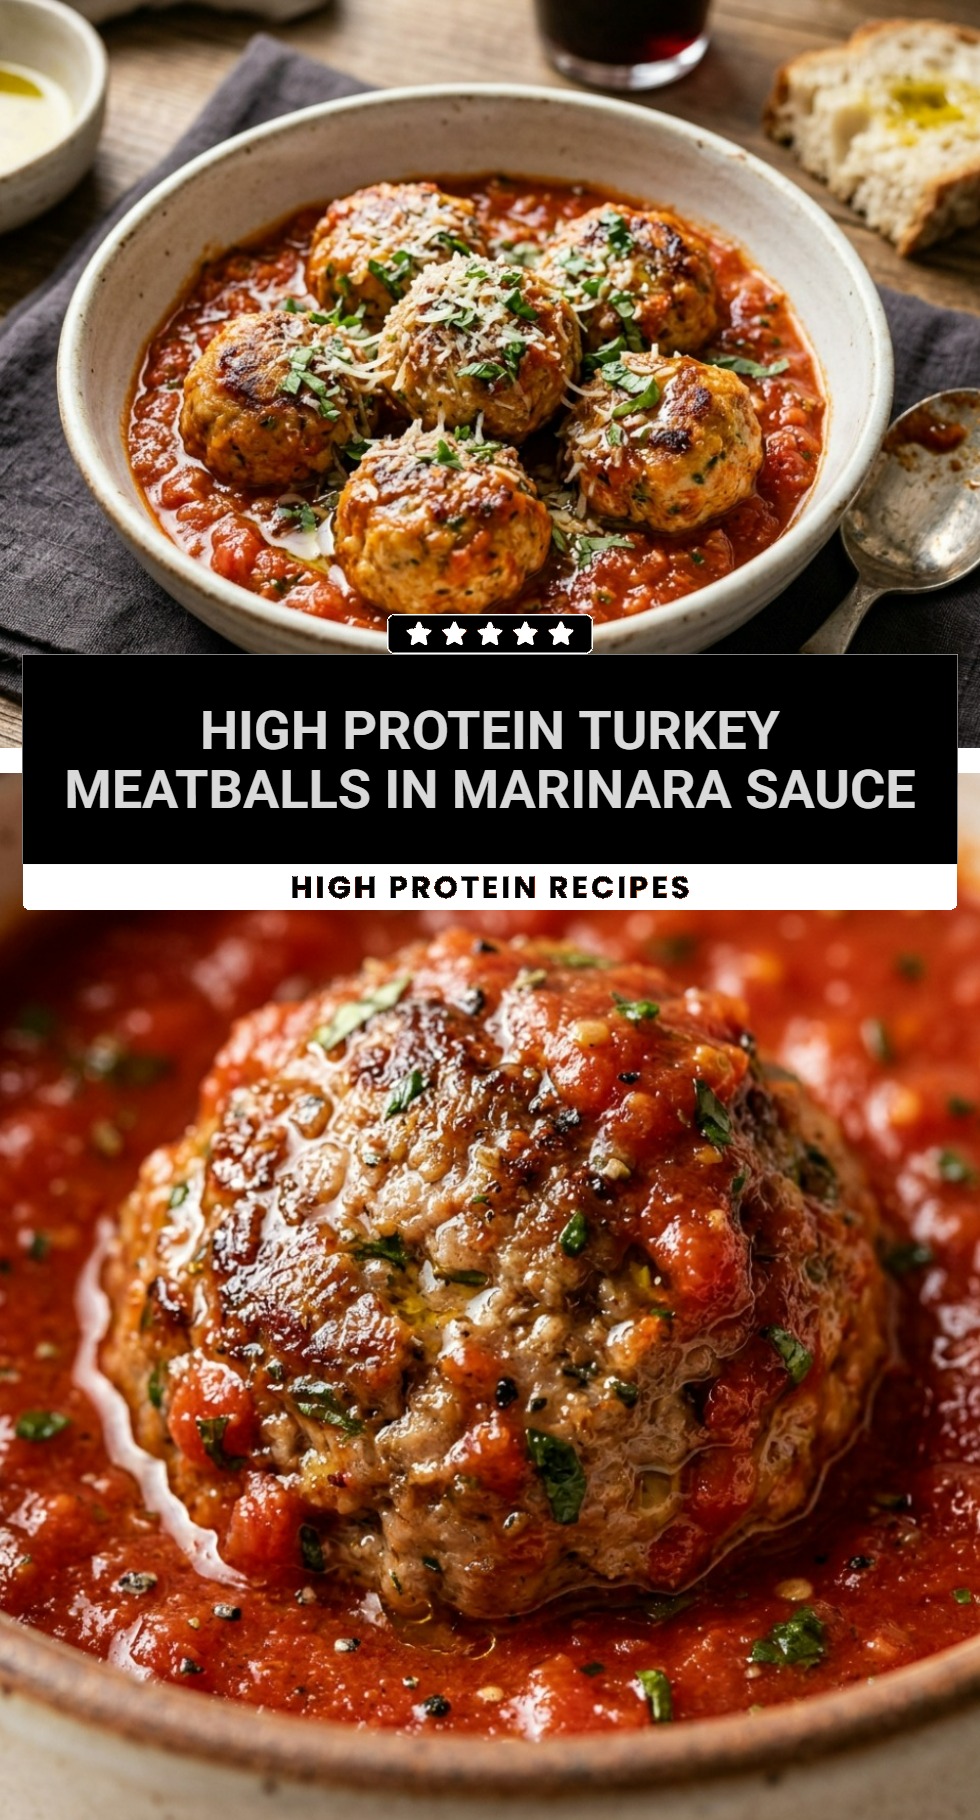 HIGH PROTEIN TURKEY
MEATBALLS IN MARINARA SAUCE
HIGH PROTEIN RECIPES